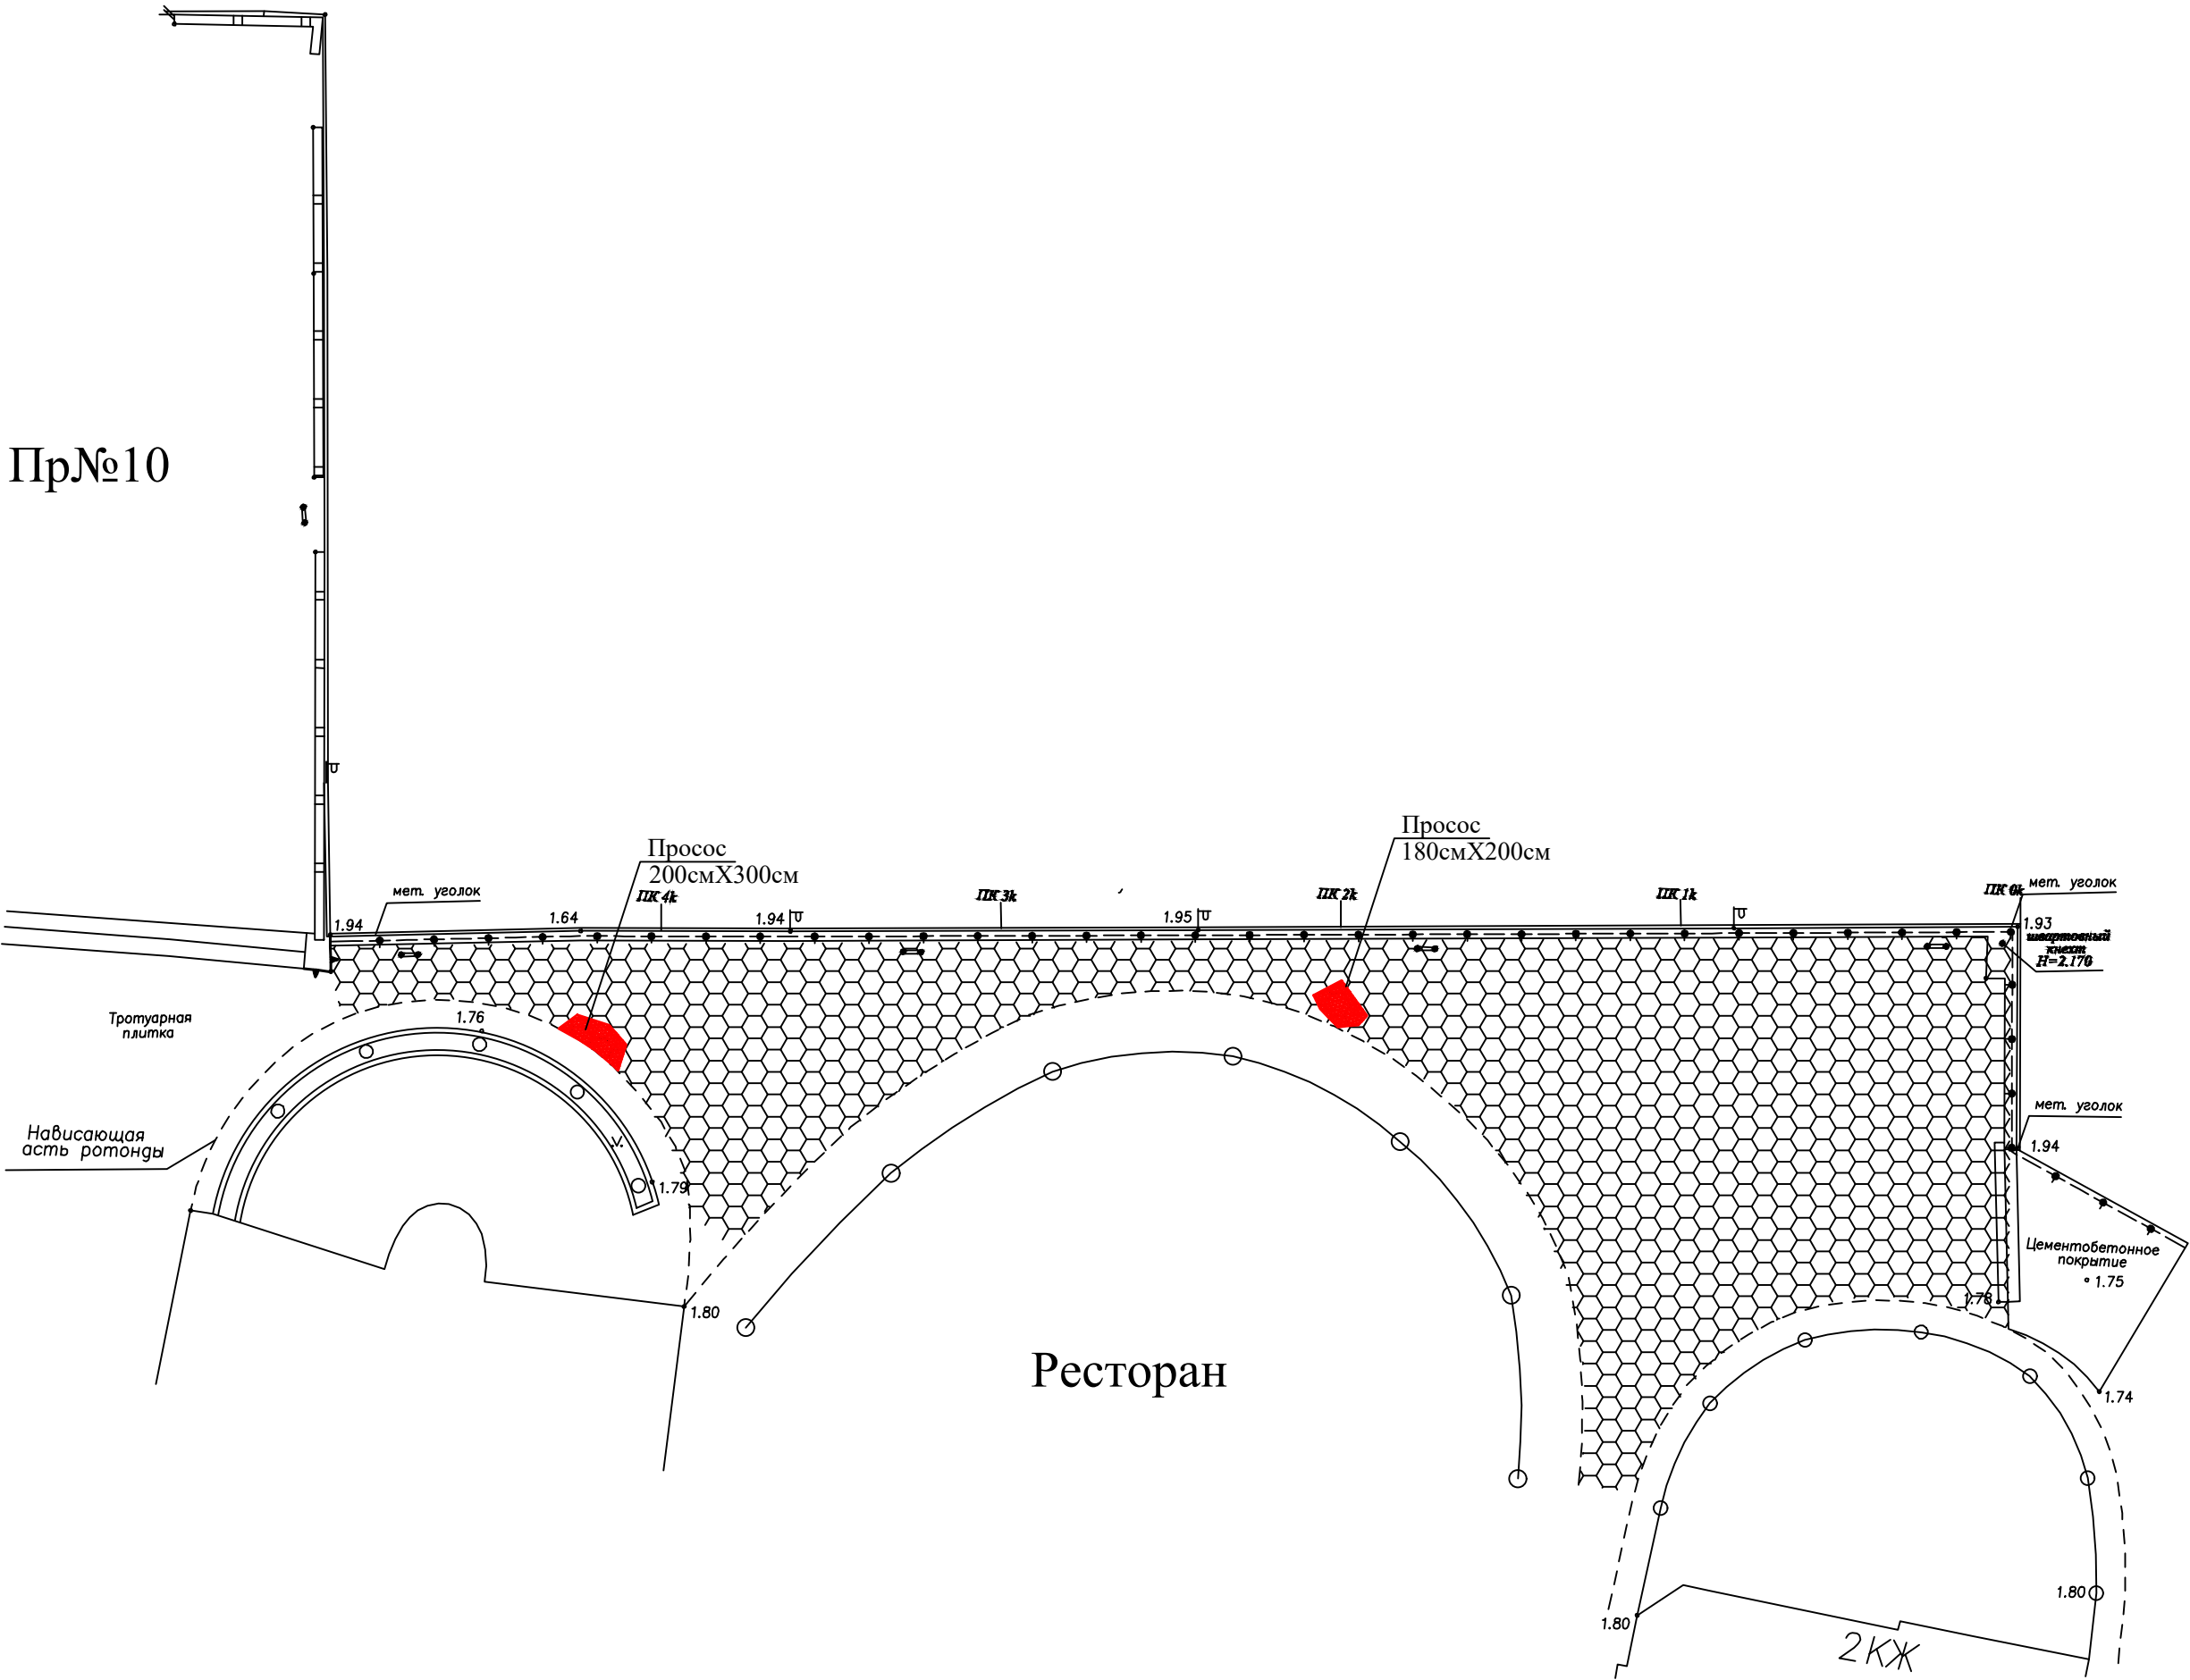 Пр№10
Просос
180смX200см
Просос
200смX300см
мет. уголок
ПК 4k
ПК 3k
ПК 2k
ПК 1k
ПК 0k
мет. уголок
1.94
1.64
1.94
1.95
1.93
швартовный
кнехт
H=2.170
Тротуарная
плитка
1.76
Нависающая
асть ротонды
1.79
мет. уголок
1.94
Цементобетонное
покрытие
1.75
1.78
1.80
Ресторан
1.74
1.80
1.80
2КЖ